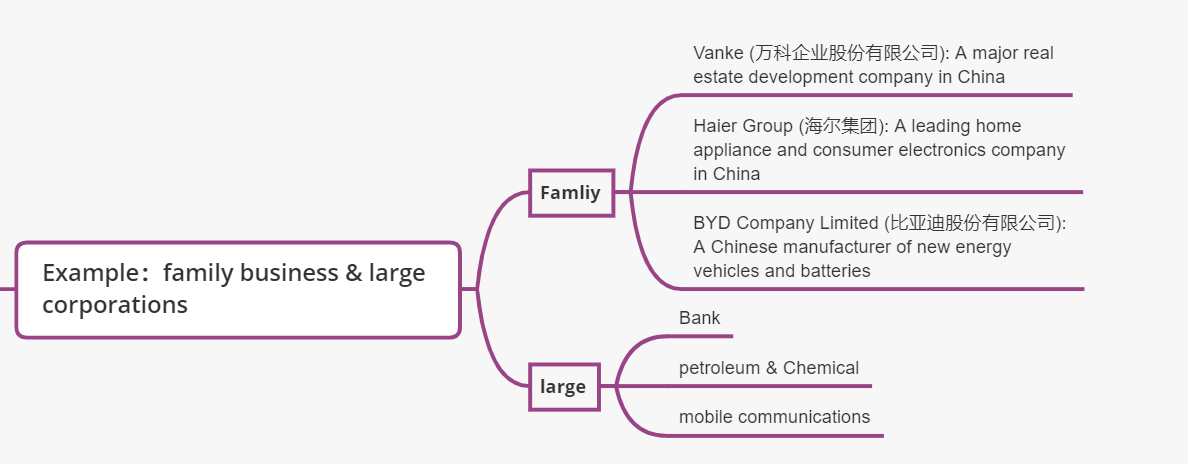 Vanke (万科企业股份有限公司): A major real
estate development company in China
Haier Group (海尔集团): A leading home
appliance and consumer electronics company
in China
Famliy
BYD Company Limited (比亚迪股份有限公司):
A Chinese manufacturer of new energy
vehicles and batteries
Example：family business & large
corporations
Bank
large
petroleum & Chemical
mobile communications